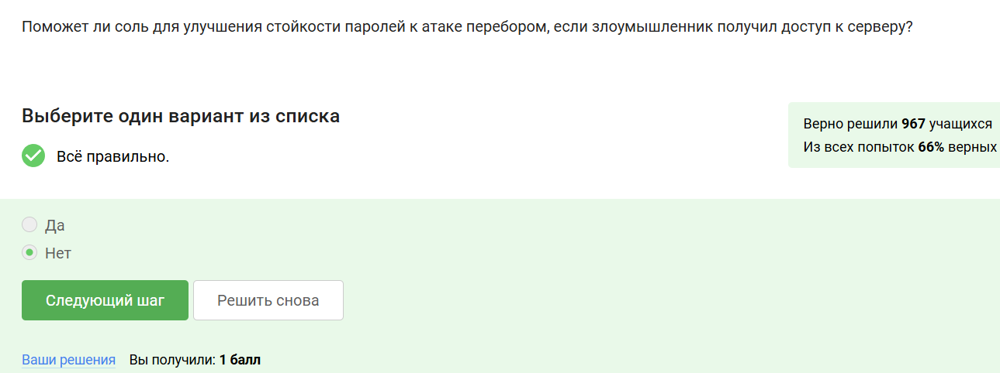 Поможет ли соль для улучшения стойкости паролей к атаке перебором, если злоумышленник получил доступ к серверу?
Выберите один вариант из списка
Всё правильно.
Верно решили 967 учащихся
Из всех попыток 66% верных
Да
Нет
Следующий шаг
Решить снова
Ваши решения Вы получили: 1 балл